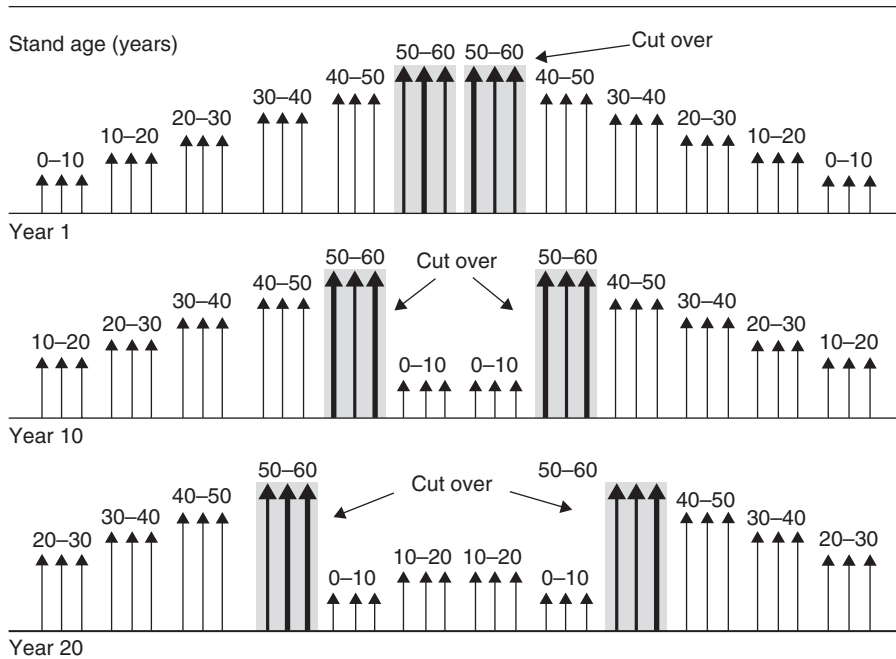 Stand age (years)
Cut over
50–60 50–60
40–50 40–50
30–40 30–40
20–30 20–30
10–20 10–20
0–10 0–10
Year 1
50–60 Cut over 50–60
40–50 40–50
30–40 30–40
20–30 20–30
10–20 0–10 0–10 10–20
Year 10
50–60 Cut over 50–60
40–50 40–50
30–40 30–40
20–30 10–20 10–20 20–30
0–10 0–10
Year 20